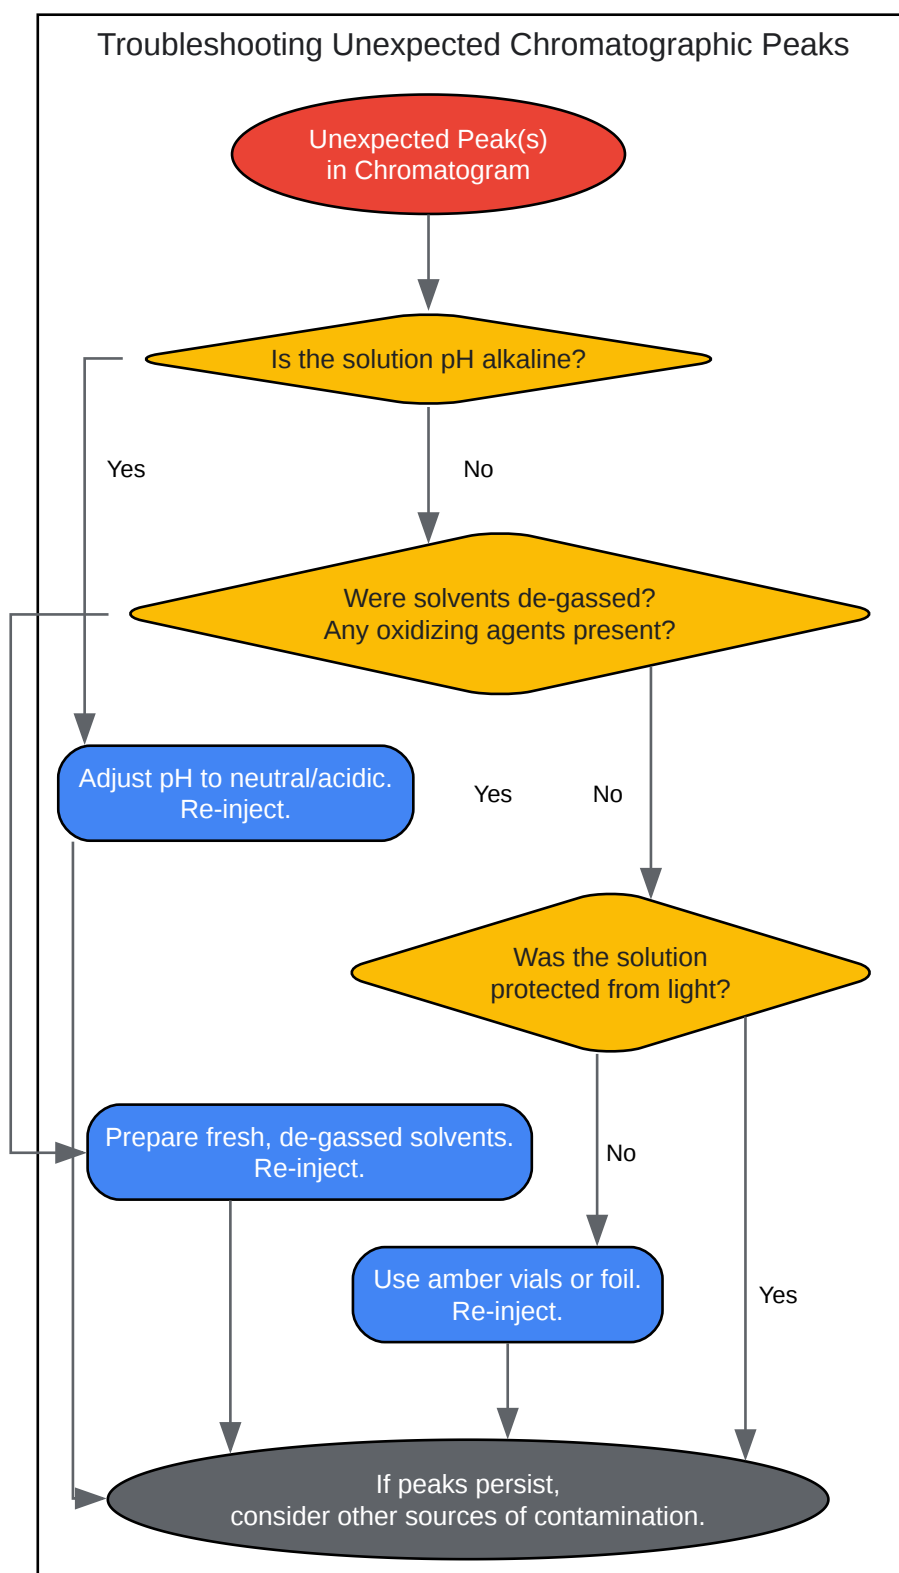 Troubleshooting Unexpected Chromatographic Peaks
Unexpected Peak(s)
in Chromatogram
Is the solution pH alkaline?
Yes
No
Were solvents de-gassed?
Any oxidizing agents present?
Adjust pH to neutral/acidic.
Re-inject.
Yes
No
Was the solution
protected from light?
Prepare fresh, de-gassed solvents.
Re-inject.
No
Use amber vials or foil.
Re-inject.
Yes
If peaks persist,
consider other sources of contamination.